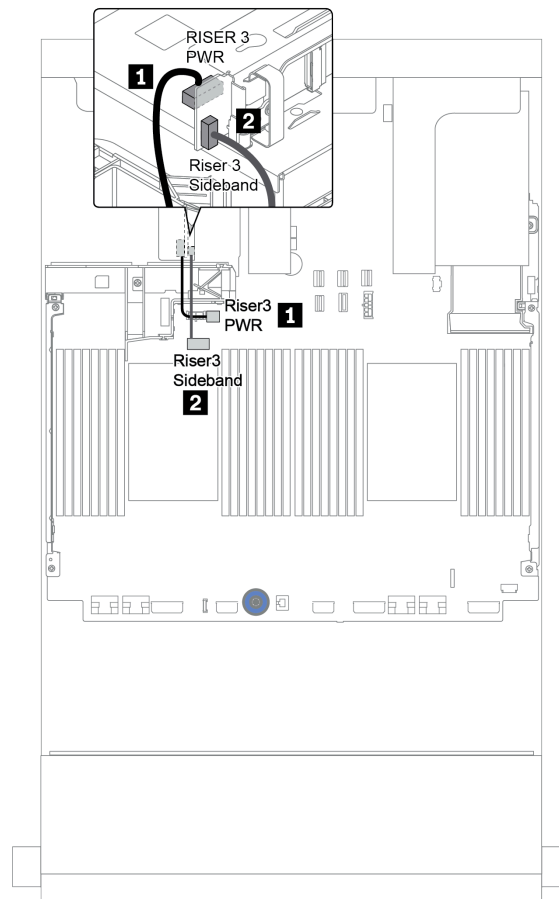 RISER 3
PWR
1
2
Riser 3
Sideband
Riser3
PWR
1
Riser3
Sideband
2